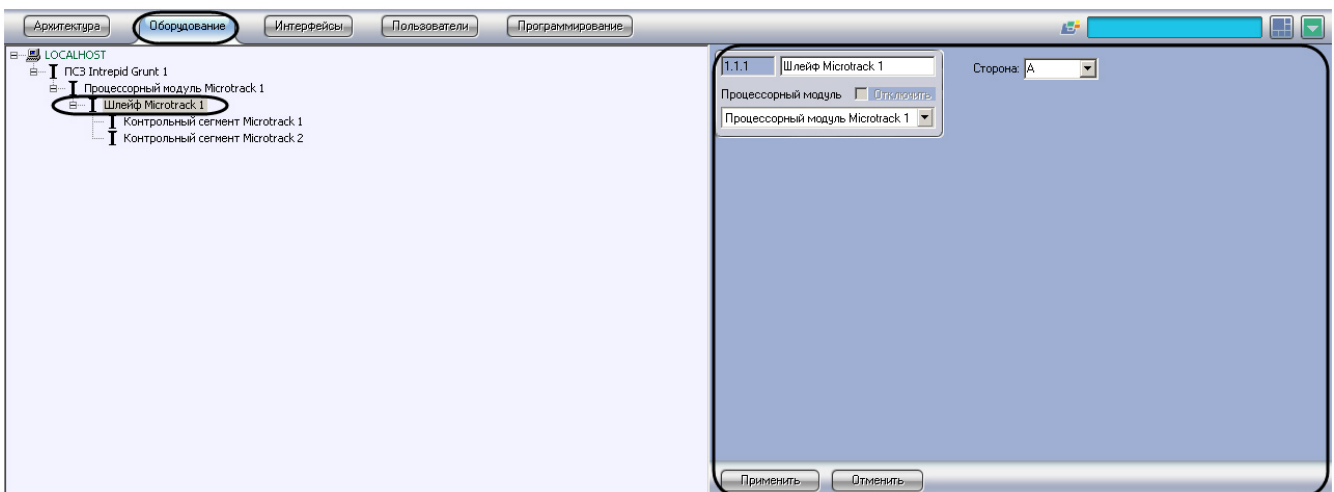 Архитектура Оборудование Интерфейсы Пользователи Программирование
LOCALHOST
ПСЗ Intrepid Grunt 1
Процессорный модуль Microtrack 1
Шлейф Microtrack 1
Контрольный сегмент Microtrack 1
Контрольный сегмент Microtrack 2
1.1.1 Шлейф Microtrack 1 Сторона: A
Процессорный модуль Отключить
Процессорный модуль Microtrack 1
Применить Отменить